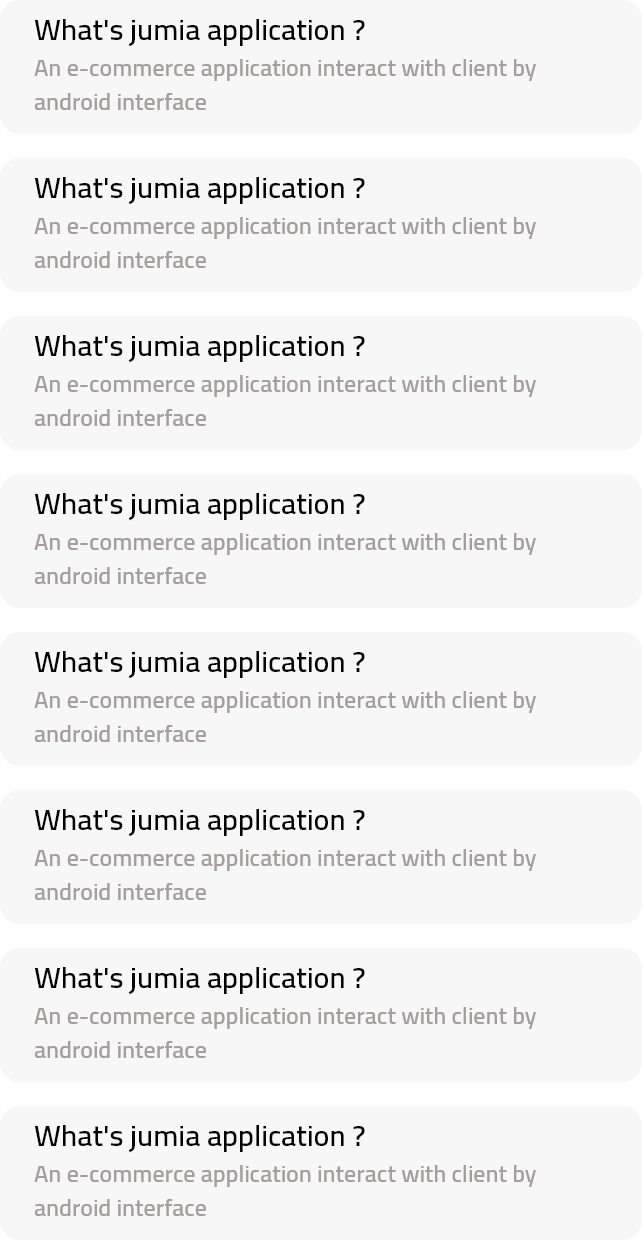 What's jumia application ?
An e-commerce application interact with client by
android interface
What's jumia application ?
An e-commerce application interact with client by
android interface
What's jumia application ?
An e-commerce application interact with client by
android interface
What's jumia application ?
An e-commerce application interact with client by
android interface
What's jumia application ?
An e-commerce application interact with client by
android interface
What's jumia application ?
An e-commerce application interact with client by
android interface
What's jumia application ?
An e-commerce application interact with client by
android interface
What's jumia application ?
An e-commerce application interact with client by
android interface